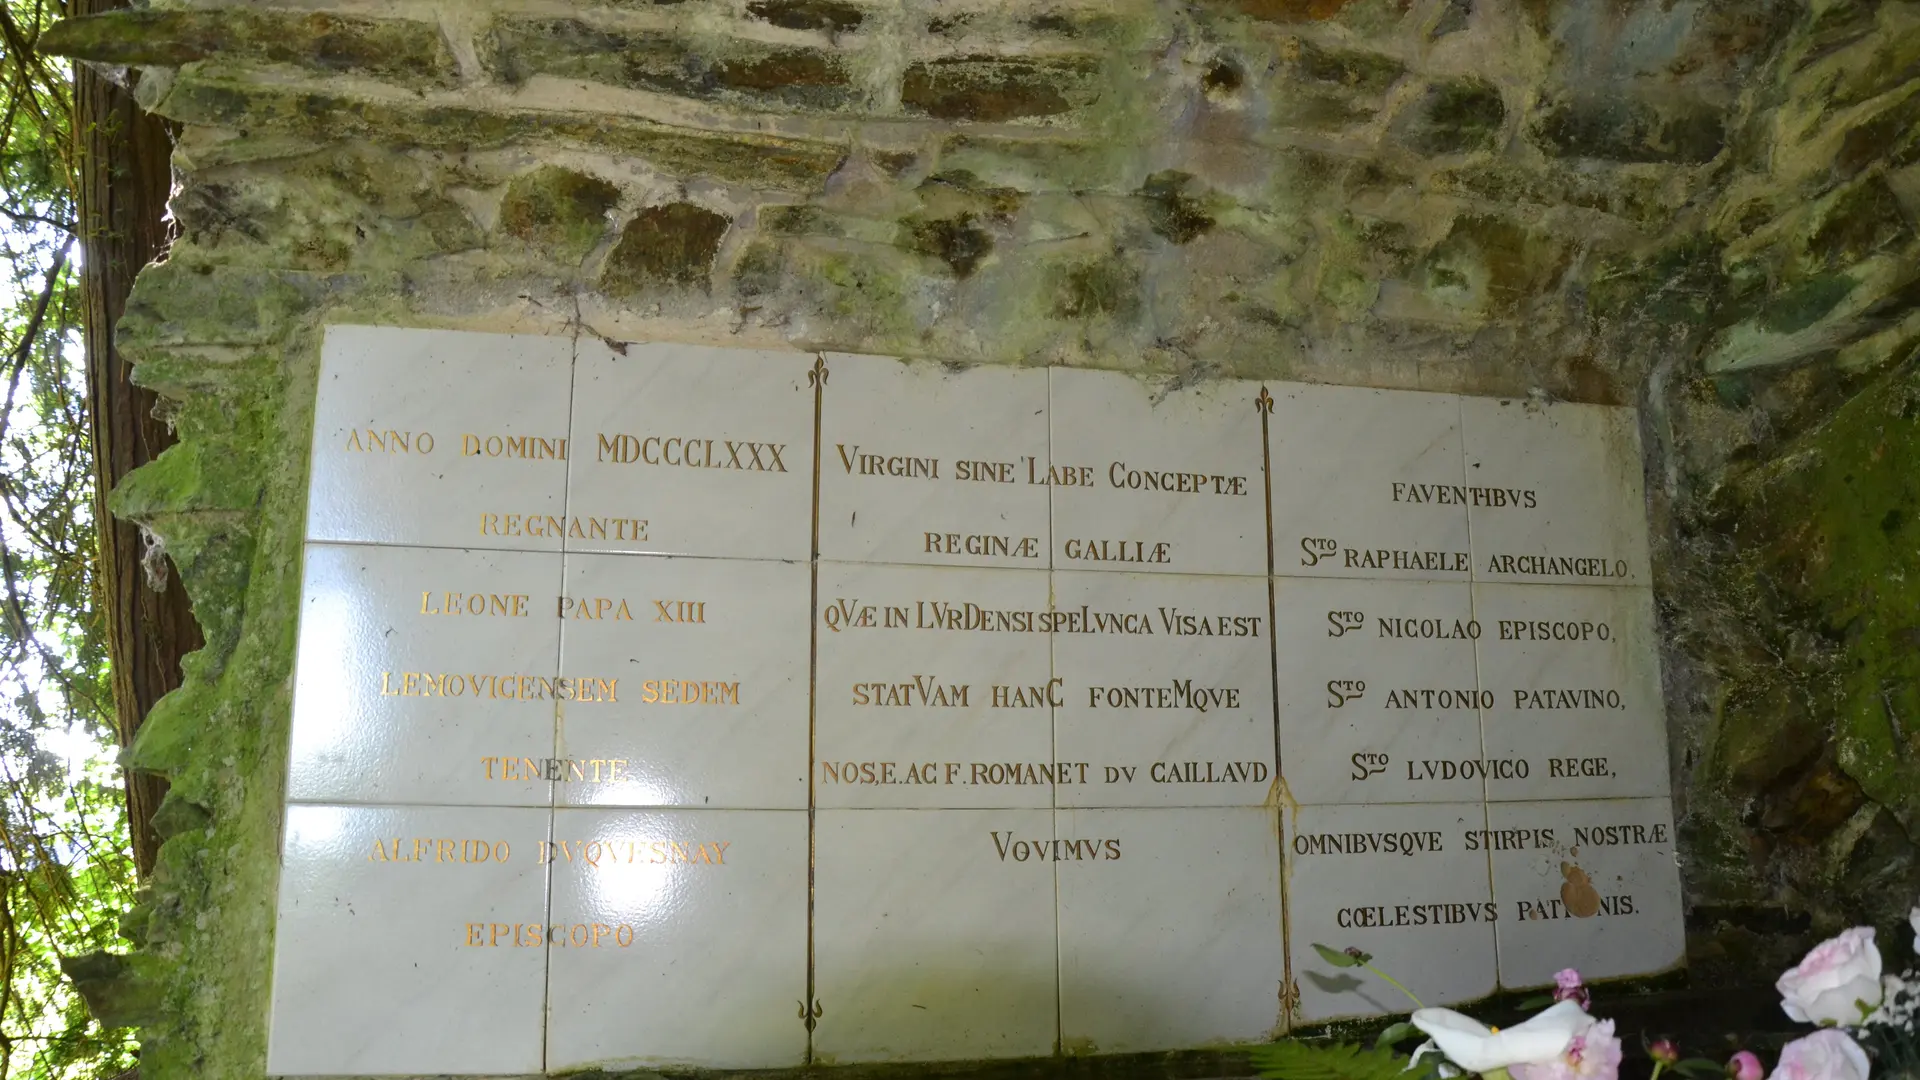 ANNO DOMINI MDCCCLXXX
REGNANTE
LEONE PAPA XIII
LEMOVICENSEM SEDEM
TENENTE
ALFRIDO DVQVESNAY
EPISCOPO
VIRGINI SINE LABE CONCEPTÆ
REGINÆ GALLIÆ
QVÆ IN LVRDENSI SPELVNCA VISA EST
STATVAM HANC FONTEMQVE
NOS, E. AC F. ROMANET DV CAILLAVD
VOVIMVS
FAVENTIBVS
STO RAPHAELE ARCHANGELO.
STO NICOLAO EPISCOPO,
STO ANTONIO PATAVINO,
STO LVDOVICO REGE,
OMNIBVSQVE STIRPIS NOSTRÆ
CŒLESTIBVS